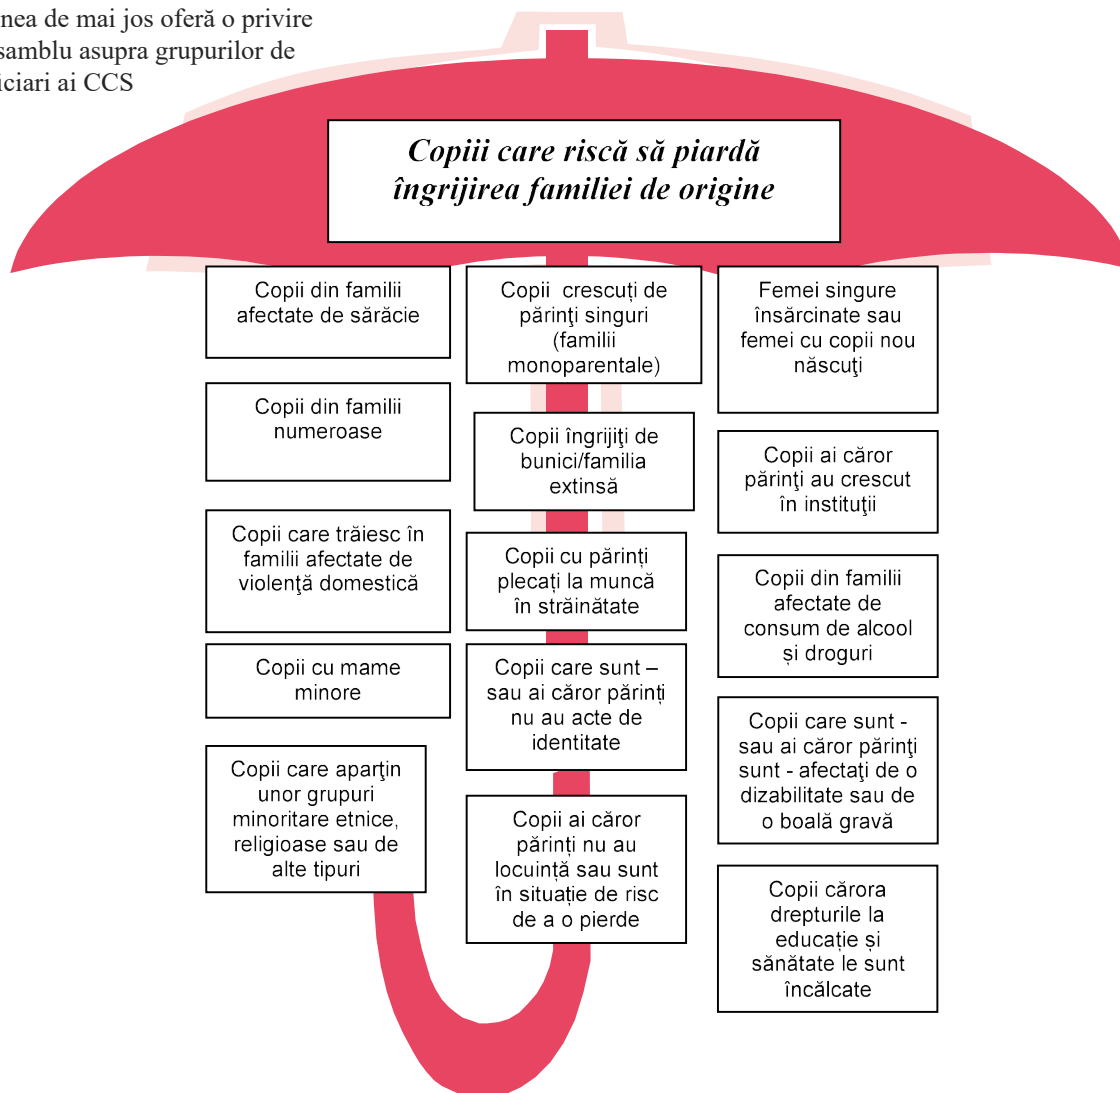 nea de mai jos oferă o privire
samblu asupra grupurilor de
iciari ai CCS
Copiii care riscă să piardă
îngrijirea familiei de origine
Copii din familii
afectate de sărăcie
Copii din familii
numeroase
Copii care trăiesc în
familii afectate de
violenţă domestică
Copii cu mame
minore
Copii care aparţin
unor grupuri
minoritare etnice,
religioase sau de
alte tipuri
Copii crescuți de
părinţi singuri
(familii
monoparentale)
Copii îngrijiţi de
bunici/familia
extinsă
Copii cu părinți
plecați la muncă
în străinătate
Copii care sunt –
sau ai căror părinți
nu au acte de
identitate
Copii ai căror
părinți nu au
locuință sau sunt
în situație de risc
de a o pierde
Femei singure
însărcinate sau
femei cu copii nou
născuţi
Copii ai căror
părinţi au crescut
în instituţii
Copii din familii
afectate de
consum de alcool
și droguri
Copii care sunt -
sau ai căror părinţi
sunt - afectaţi de o
dizabilitate sau de
o boală gravă
Copii cărora
drepturile la
educație și
sănătate le sunt
încălcate